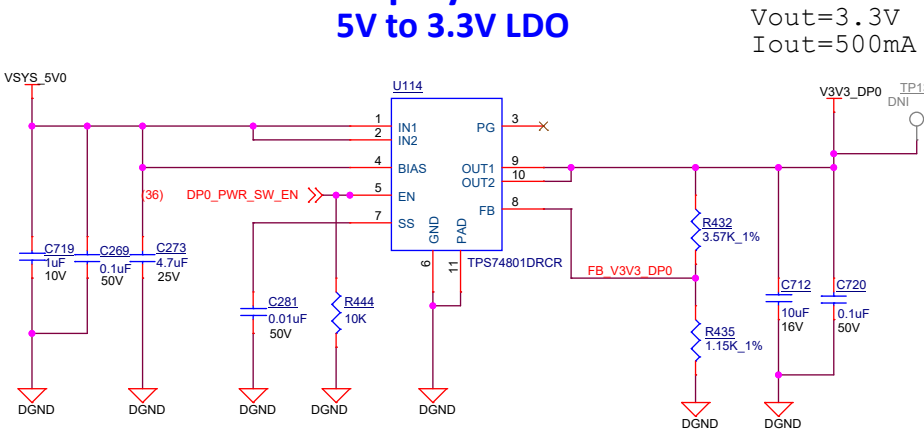 5V to 3.3V LDO
Vout=3.3V
Iout=500mA
VSYS_5V0
U114
V3V3_DP0
DNI
1
IN1
PG
3
2
IN2
4
BIAS
OUT1
9
OUT2
10
(36) DP0_PWR_SW_EN
5
EN
FB
8
7
SS
GND
PAD
6
11
TPS74801DRCR
R432
3.57K_1%
FB_V3V3_DP0
C719
1uF
10V
C269
0.1uF
50V
C273
4.7uF
25V
C281
0.01uF
50V
R444
10K
R435
1.15K_1%
C712
10uF
16V
C720
0.1uF
50V
DGND
DGND
DGND
DGND
DGND
DGND
DGND